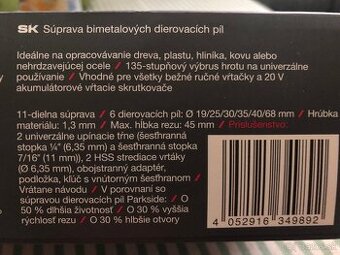 SK Súprava bimetalových dierovacích píl
Ideálne na opracovávanie dreva, plastu, hliníka, kovu alebo
nehrdzavejúcej ocele / 135-stupňový výbrus hrotu na univerzálne
používanie / Vhodné pre všetky bežné ručné vŕtačky a 20 V
akumulátorové vŕtacie skrutkovače
11-dielna súprava / 6 dierovacích píl: Ø 19/25/30/35/40/68 mm / Hrúbka
materiálu: 1,3 mm / Max. hĺbka rezu: 45 mm / Príslušenstvo:
2 univerzálne upínacie tŕne (šesťhranná
stopka ¼" (6,35 mm) a šesťhranná stopka
7/16" (11 mm)), 2 HSS strediace vrtáky
(Ø 6,35 mm), obojstranný adaptér,
podložka, kľúč s vnútorným šesťhranom /
Vrátane návodu / V porovnaní so
súpravou dierovacích píl Parkside: / O
50 % dlhšia životnosť / O 30 % vyššia
rýchlosť rezu / O 30 % hlbšie otvory
4 052916 349892